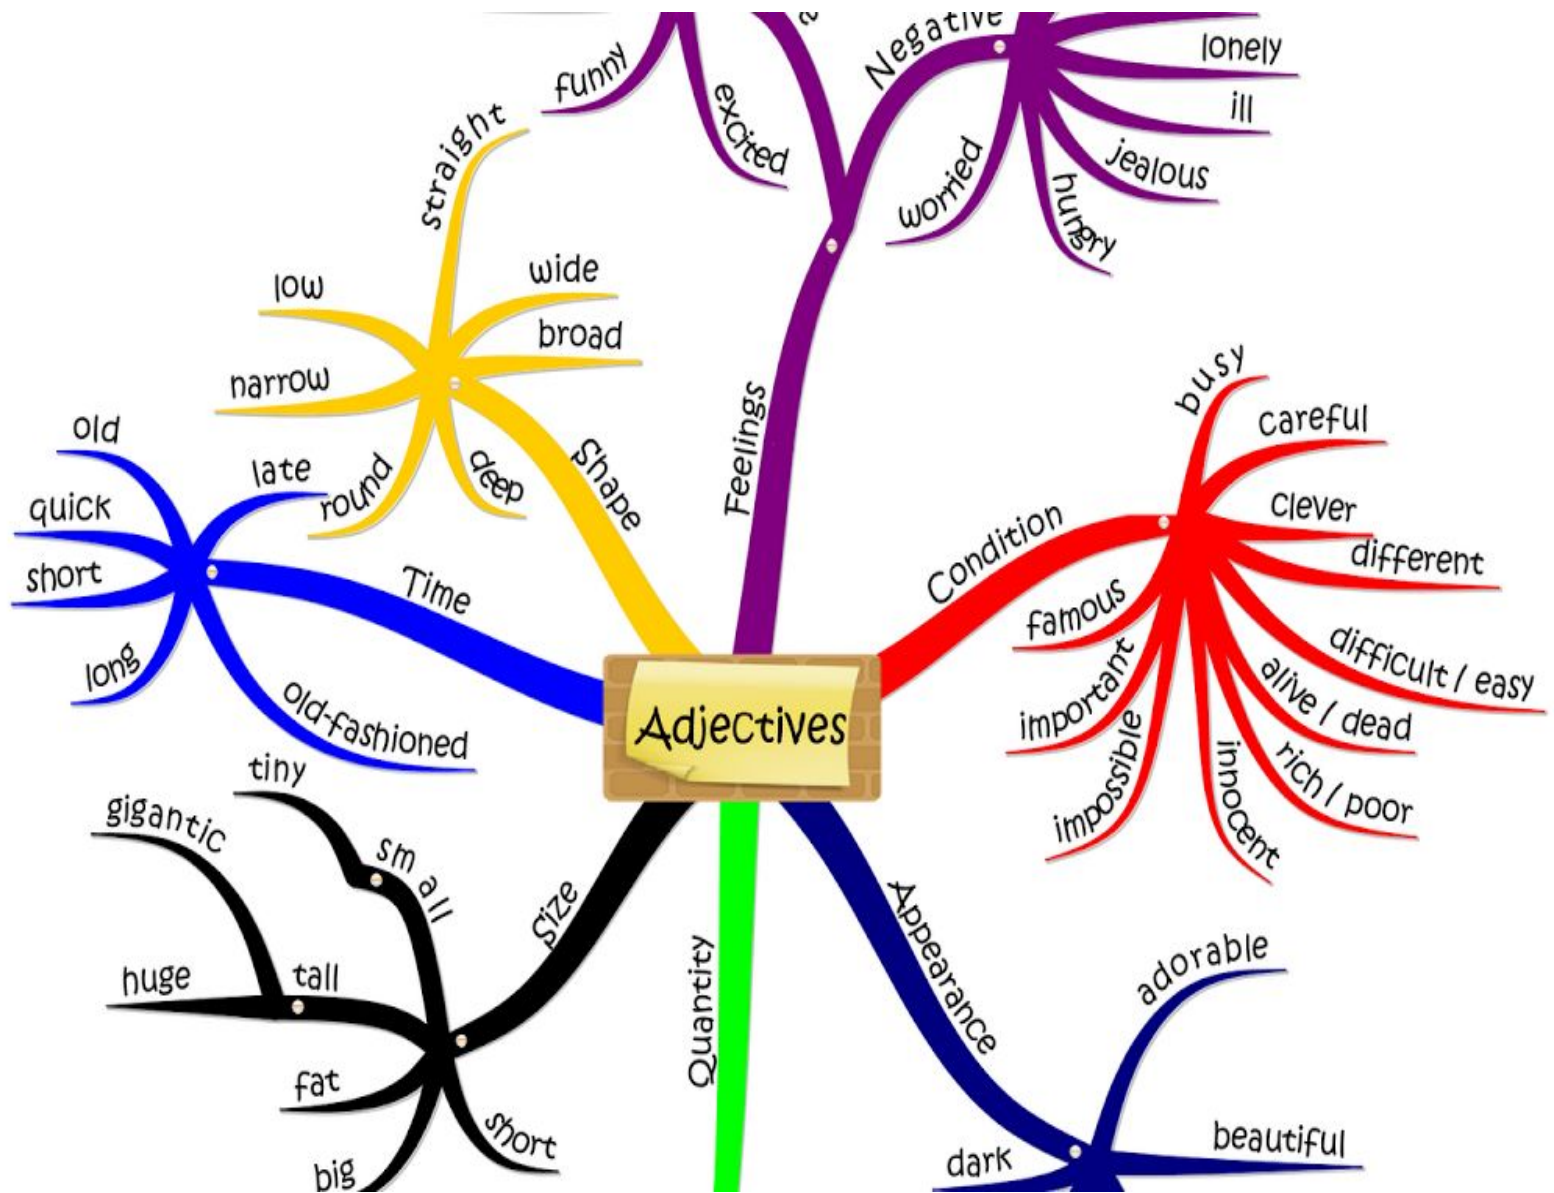 Adjectives
Feelings
Negative
lonely
ill
jealous
hungry
worried
funny
excited
Shape
straight
wide
broad
low
narrow
round
deep
Time
old
late
quick
short
long
old-fashioned
Condition
busy
careful
clever
different
difficult / easy
alive / dead
rich / poor
innocent
impossible
important
famous
Size
small
tiny
tall
gigantic
huge
fat
big
short
Quantity
Appearance
adorable
beautiful
dark